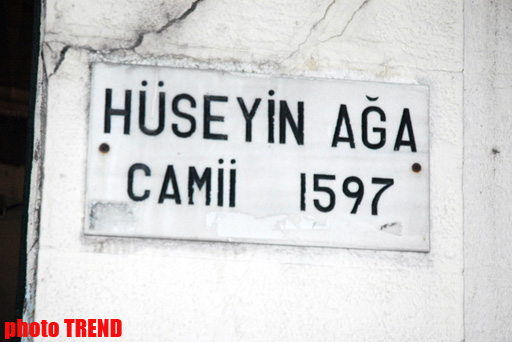 HÜSEYİN AĞA
CAMİİ 1597
photo TREND